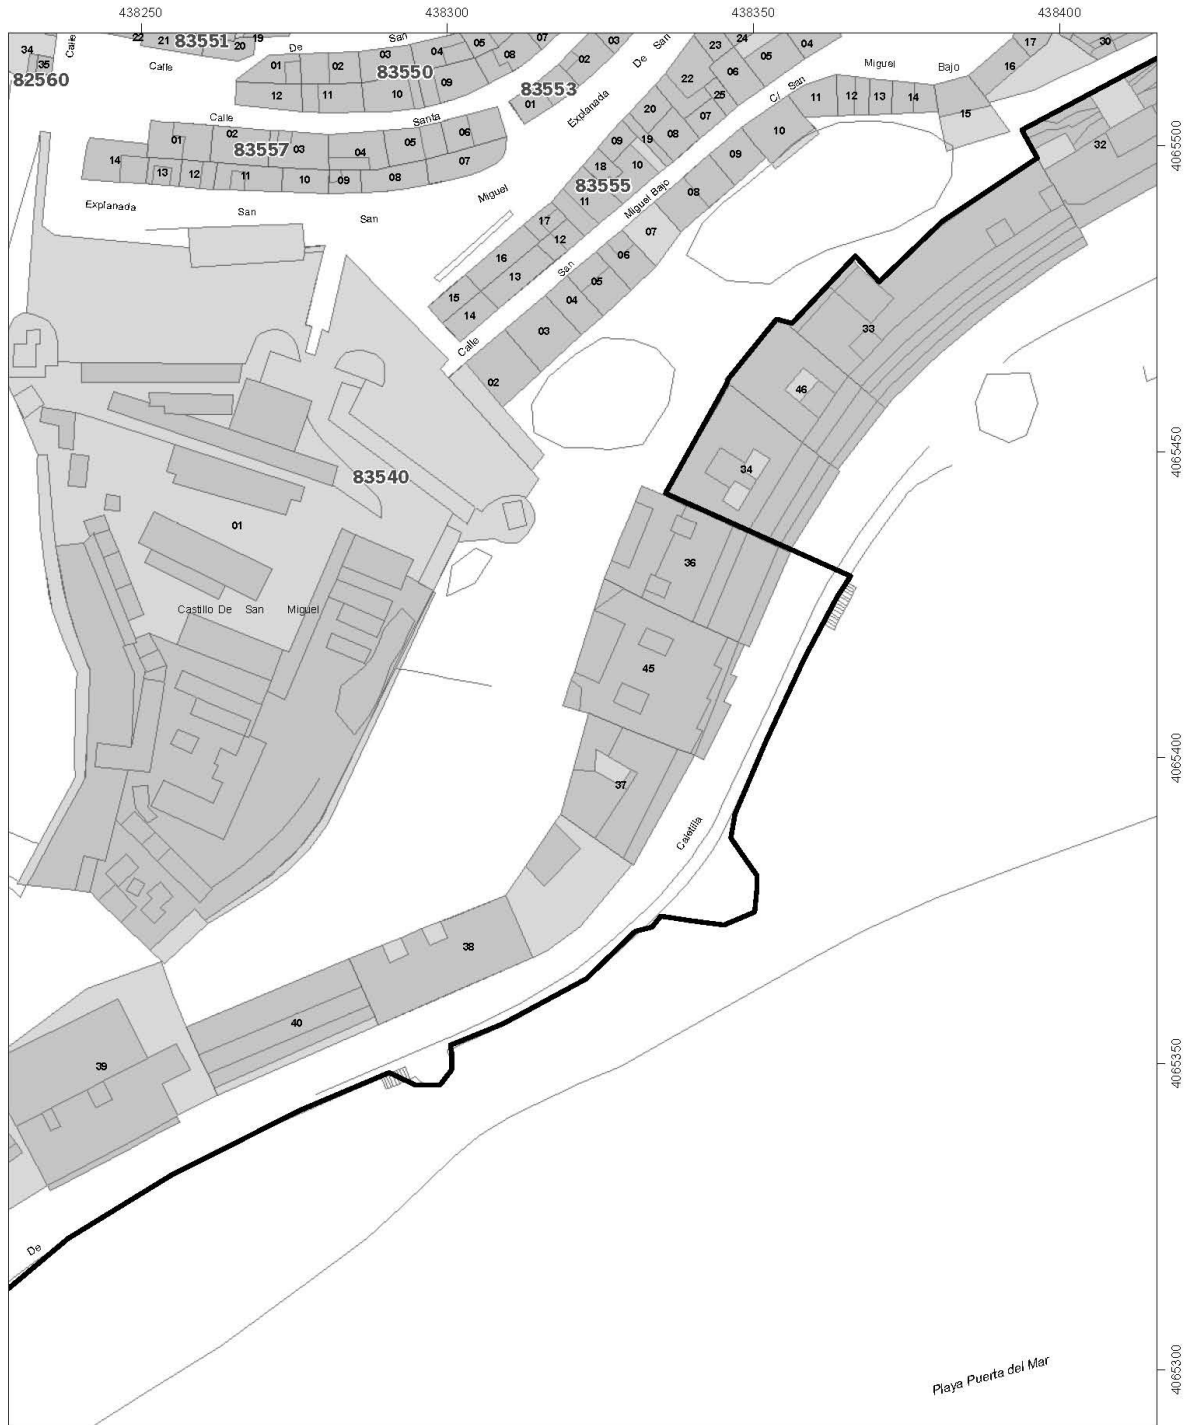 438250 438300 438350 438400
34
35
82560
Calle
22 21 83551 20 19
Calle
De San
01 02 03 04 05 08 07
83550
12 11 10 09
83553
01 02 03
Explanada De San
Calle Santa
01 02 03 04 05 06
83557
14 13 12 11 10 09 08 07
Explanada San San Miguel
23 24 05 04
22 06
25
20 07
09 19 08
18 10
83555
11
17
12
16
13
15
14
C/ San Miguel Bajo
11 12 13 14 15
16 17
30
32
10
09
08
07
06
05
04
03
02
Calle San Miguel Bajo
33
46
34
36
45
37
38
40
39
83540
01
Castillo De San Miguel
Caletilla
De
Playa Puerta del Mar
4065500
4065450
4065400
4065350
4065300